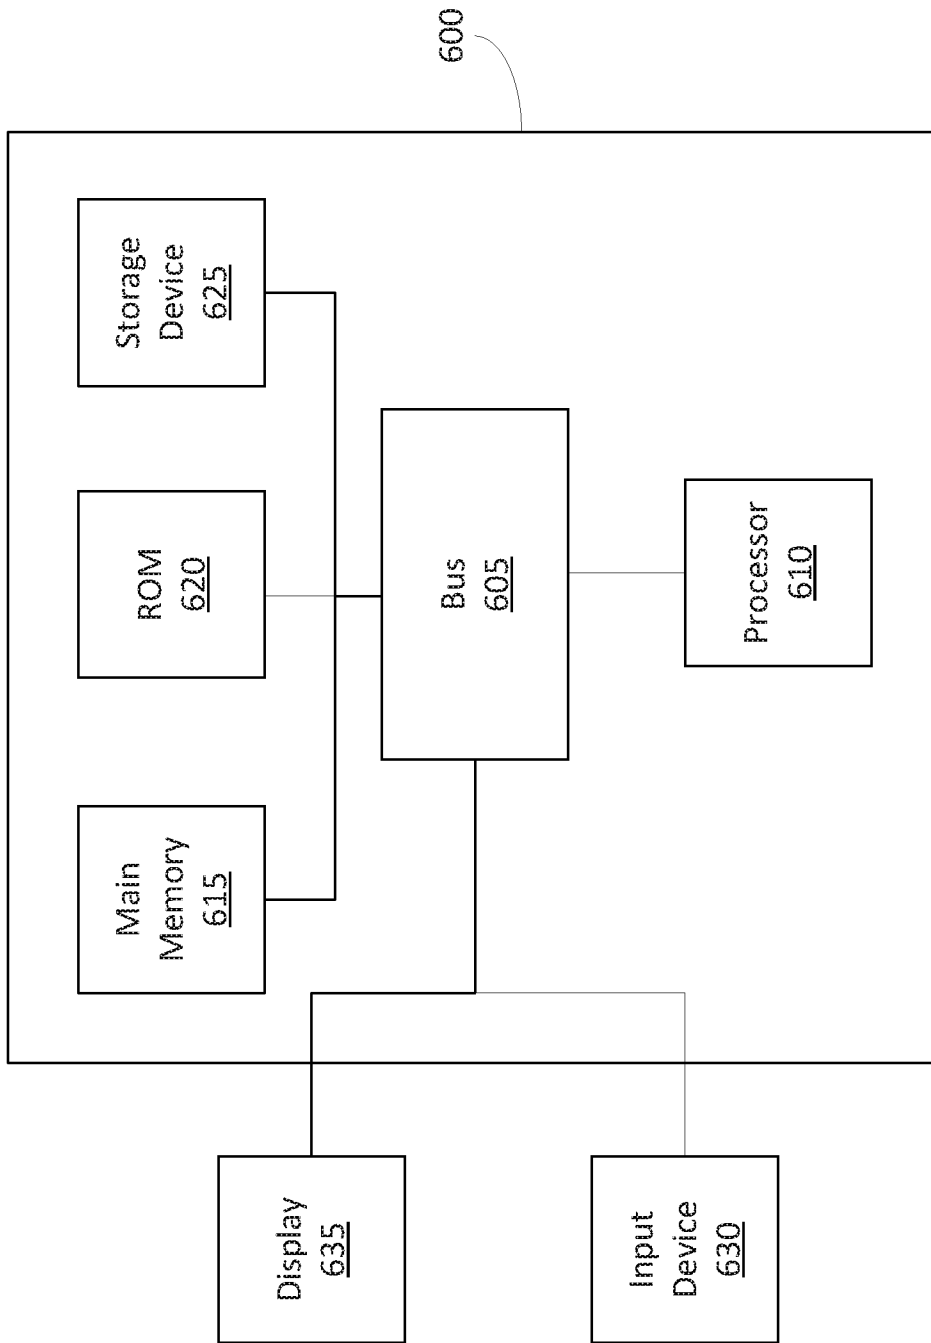 600
Main
Memory
615
ROM
620
Storage
Device
625
Display
635
Bus
605
Input
Device
630
Processor
610